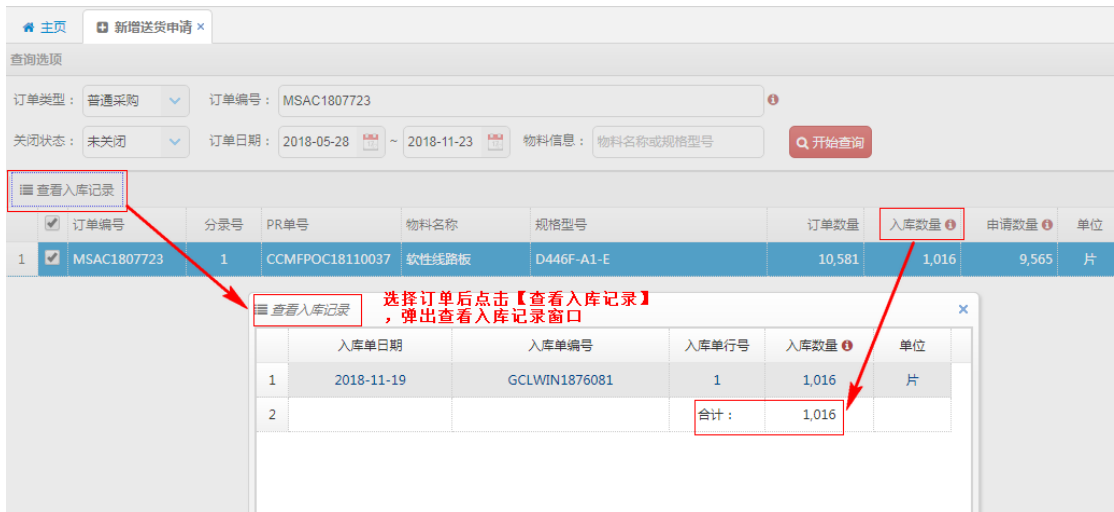 主页 新增送货申请 ×
查询选项
订单类型： 普通采购 订单编号： MSAC1807723
关闭状态： 未关闭 订单日期： 2018-05-28 ~ 2018-11-23 物料信息： 物料名称或规格型号 开始查询
查看入库记录
订单编号 分录号 PR单号 物料名称 规格型号 订单数量 入库数量 申请数量 单位
1 MSAC1807723 1 CCMFPOC18110037 软性线路板 D446F-A1-E 10,581 1,016 9,565 片
选择订单后点击【查看入库记录】
查看入库记录 ，弹出查看入库记录窗口 ×
入库单日期 入库单编号 入库单行号 入库数量 单位
1 2018-11-19 GCLWIN1876081 1 1,016 片
2 合计： 1,016